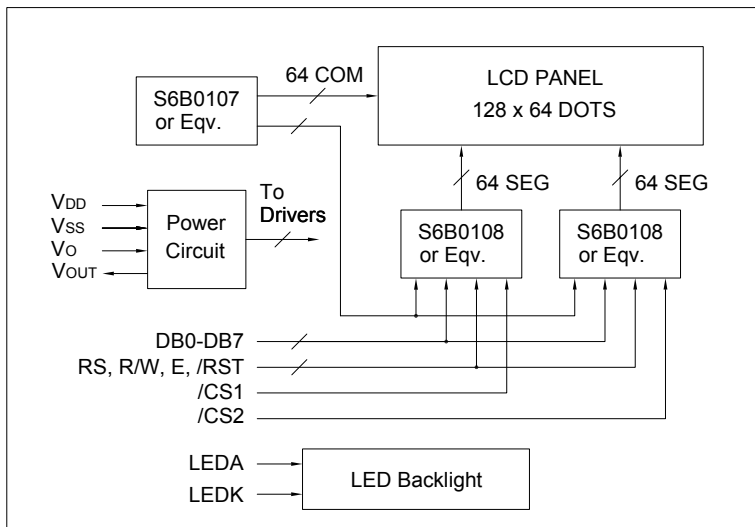 64 COM
S6B0107
or Eqv.
LCD PANEL
128 x 64 DOTS
64 SEG
64 SEG
VDD
VSS
VO
VOUT
Power
Circuit
To
Drivers
S6B0108
or Eqv.
S6B0108
or Eqv.
DB0-DB7
RS, R/W, E, /RST
/CS1
/CS2
LEDA
LEDK
LED Backlight